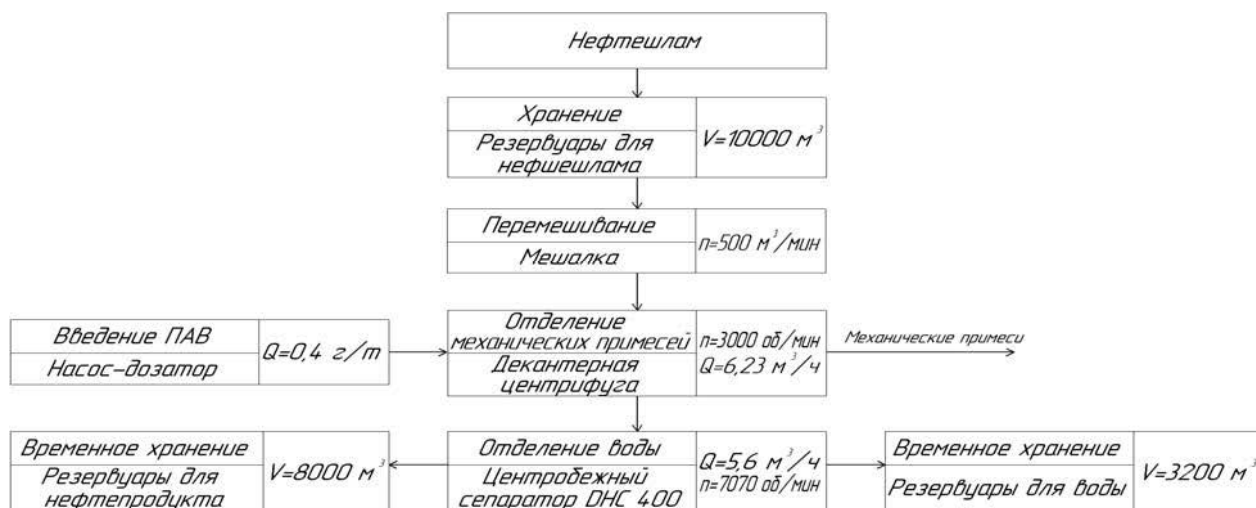 Нефтешлам
Хранение
Резервуары для
нефшешлама
V=10000 м³
Перемешивание
Мешалка
n=500 м³/мин
Введение ПАВ
Насос-дозатор
Q=0,4 г/т
Отделение
механических примесей
Декантерная
центрифуга
n=3000 об/мин
Q=6,23 м³/ч
Механические примеси
Временное хранение
Резервуары для
нефтепродукта
V=8000 м³
Отделение воды
Центробежный
сепаратор DHC 400
Q=5,6 м³/ч
n=7070 об/мин
Временное хранение
Резервуары для воды
V=3200 м³